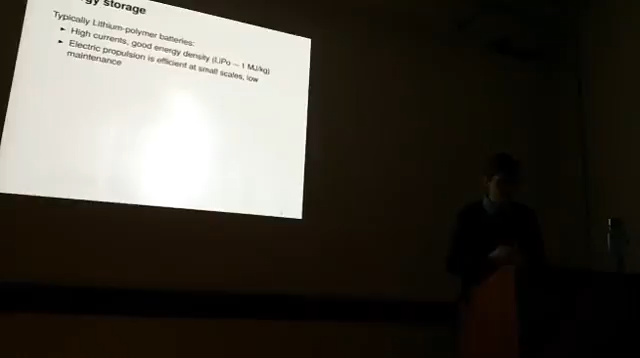 gy storage
Typically Lithium-polymer batteries:
High currents, good energy density (LiPo ~ 1 MJ/kg)
Electric propulsion is efficient at small scales, low
maintenance